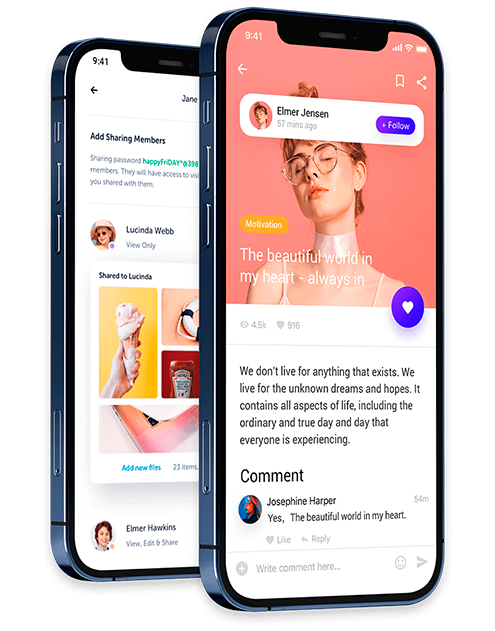 9:41
Jane
Add Sharing Members
Sharing password happyFriDAY*@398
members. They will have access to visi
you shared with them.
Lucinda Webb
View Only
Shared to Lucinda
HEINZ
Add new files 23 items,
Elmer Hawkins
View, Edit & Share
9:41
Elmer Jensen
57 mins ago
+ Follow
Motivation
The beautiful world in
my heart - always in
4.5k 916
We don't live for anything that exists. We
live for the unknown dreams and hopes. It
contains all aspects of life, including the
ordinary and true day and day that
everyone is experiencing.
Comment
Josephine Harper 54m
Yes, The beautiful world in my heart.
Like Reply
Write comment here...